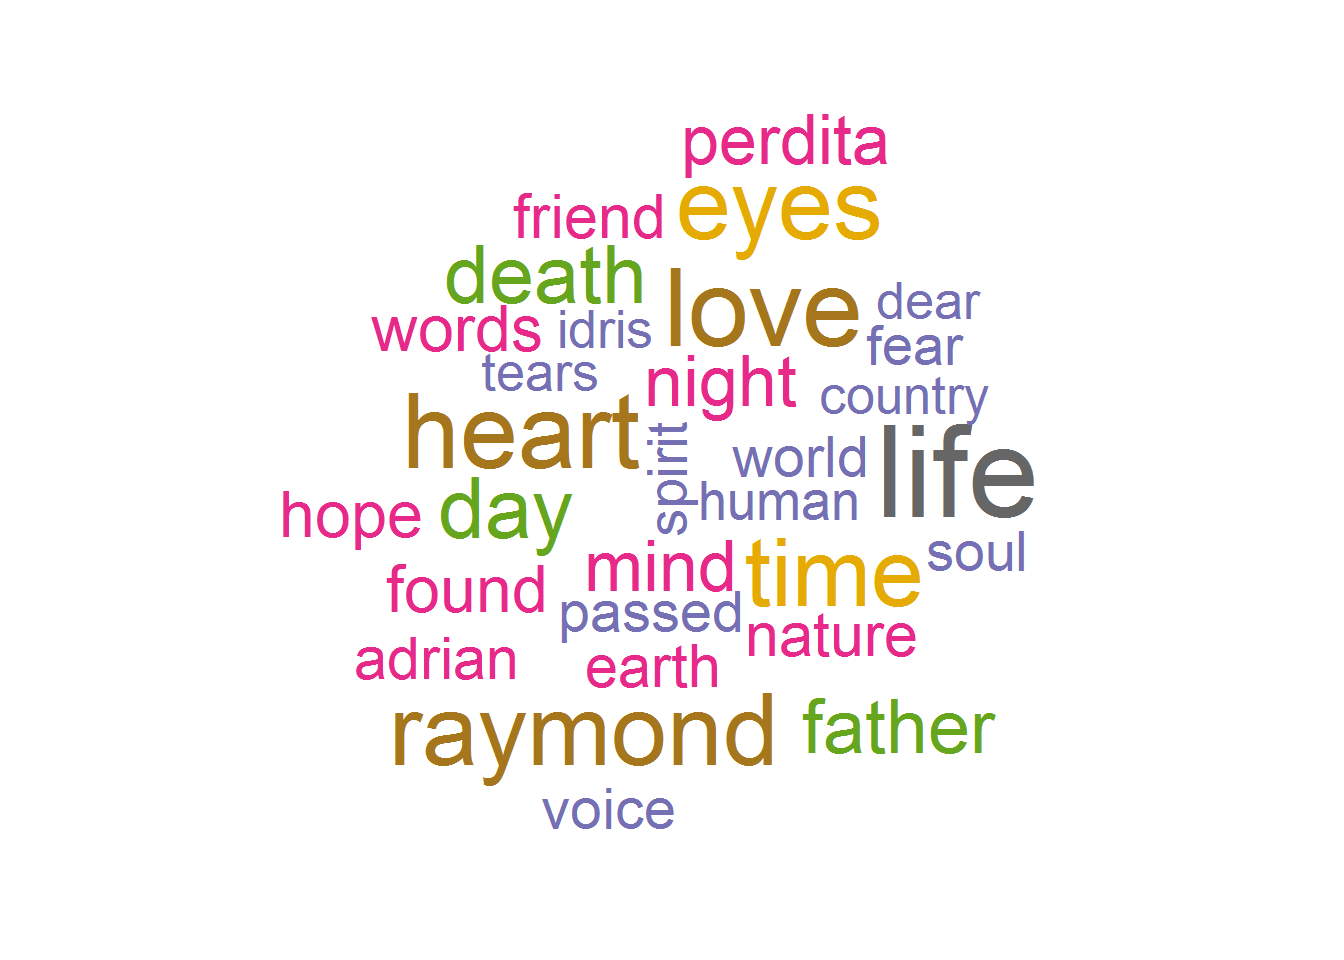 perdita
friend eyes
death love dear
words idris fear
tears night country
heart spirit world life
hope day human
found mind time soul
passed nature
adrian earth
raymond father
voice